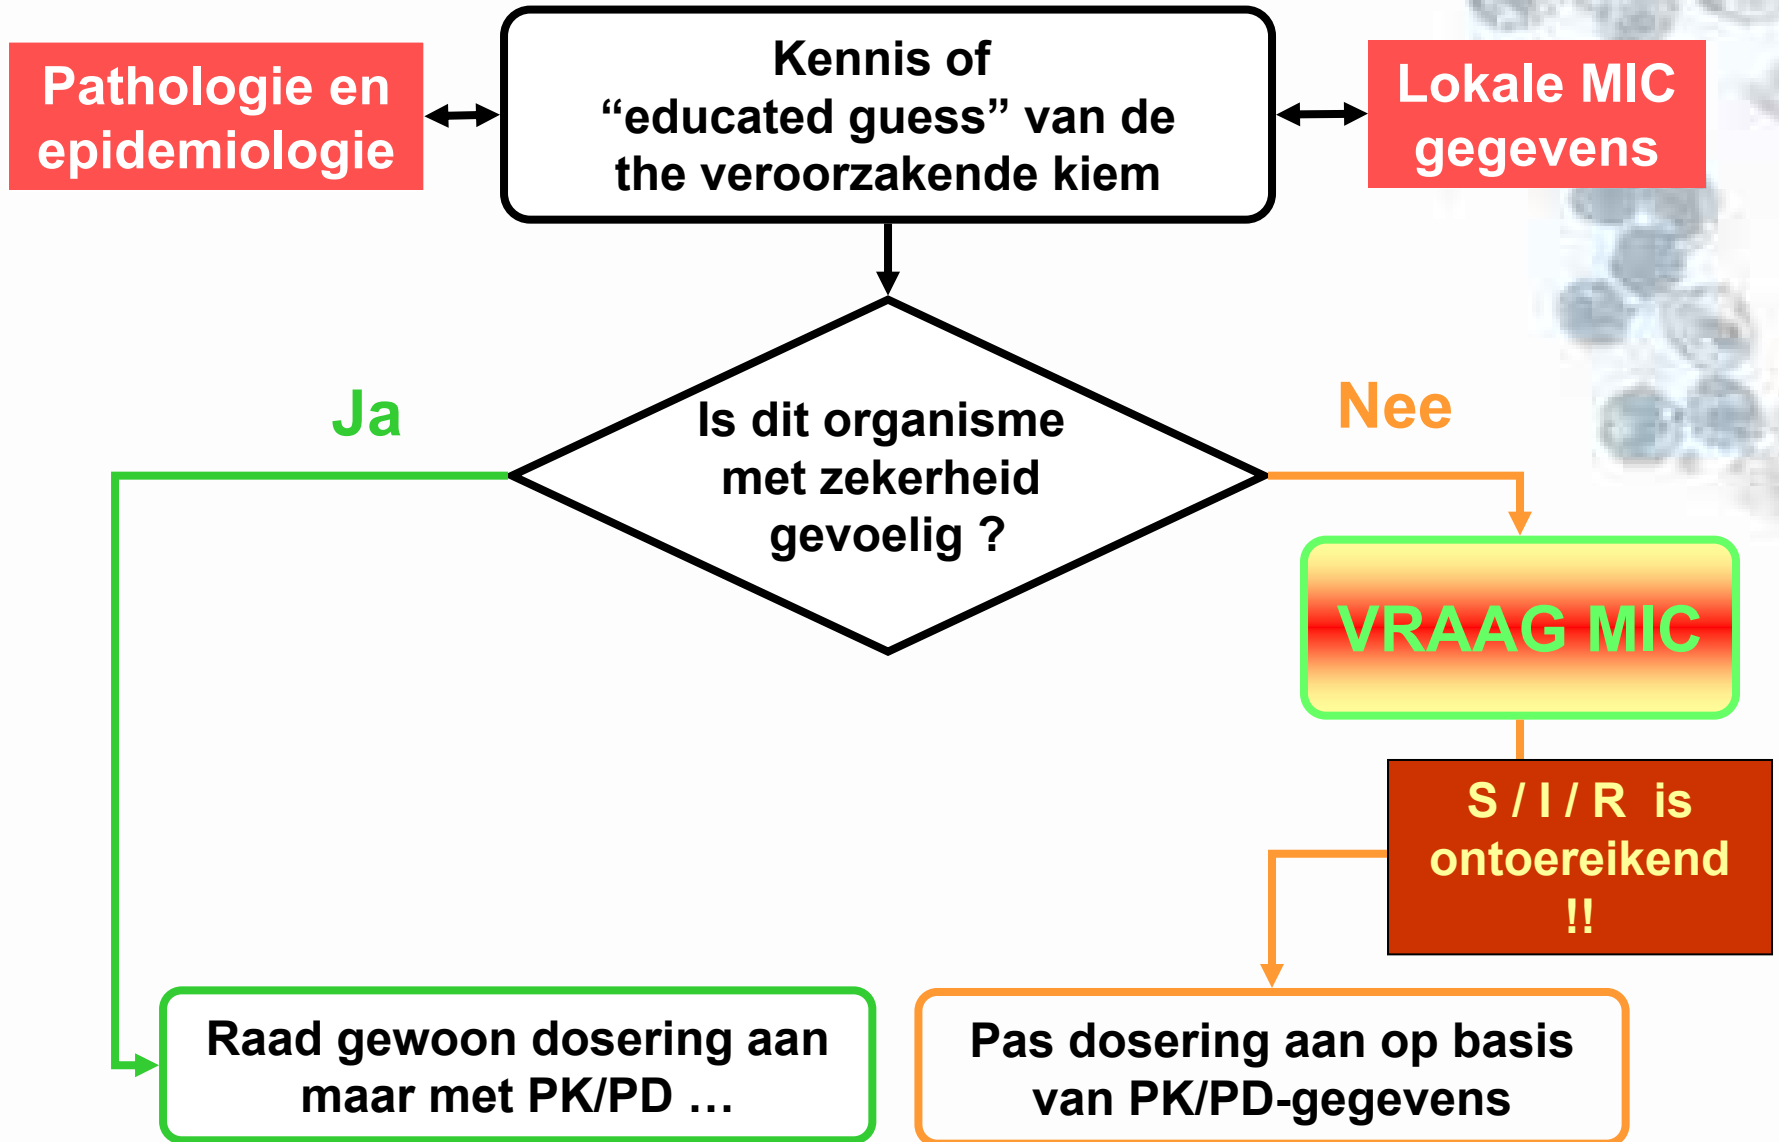 Pathologie en
epidemiologie
Kennis of
“educated guess” van de
the veroorzakende kiem
Lokale MIC
gegevens
Ja
Is dit organisme
met zekerheid
gevoelig ?
Nee
VRAAG MIC
S / I / R is
ontoereikend
!!
Raad gewoon dosering aan
maar met PK/PD …
Pas dosering aan op basis
van PK/PD-gegevens